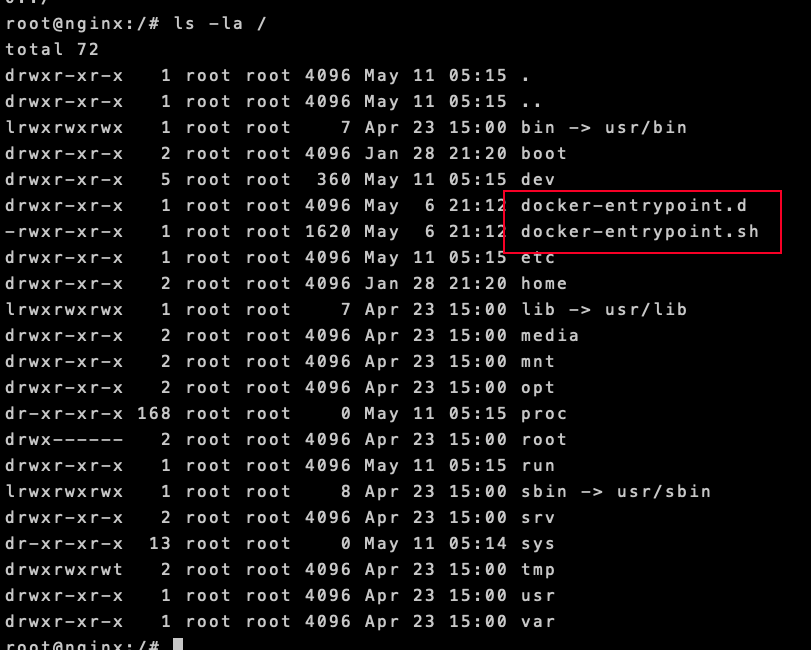 root@nginx:/# ls -la /
total 72
drwxr-xr-x   1 root root 4096 May 11 05:15 .
drwxr-xr-x   1 root root 4096 May 11 05:15 ..
lrwxrwxrwx   1 root root    7 Apr 23 15:00 bin -> usr/bin
drwxr-xr-x   2 root root 4096 Jan 28 21:20 boot
drwxr-xr-x   5 root root  360 May 11 05:15 dev
drwxr-xr-x   1 root root 4096 May  6 21:12 docker-entrypoint.d
-rwxr-xr-x   1 root root 1620 May  6 21:12 docker-entrypoint.sh
drwxr-xr-x   1 root root 4096 May 11 05:15 etc
drwxr-xr-x   2 root root 4096 Jan 28 21:20 home
lrwxrwxrwx   1 root root    7 Apr 23 15:00 lib -> usr/lib
drwxr-xr-x   2 root root 4096 Apr 23 15:00 media
drwxr-xr-x   2 root root 4096 Apr 23 15:00 mnt
drwxr-xr-x   2 root root 4096 Apr 23 15:00 opt
dr-xr-xr-x 168 root root    0 May 11 05:15 proc
drwx------   2 root root 4096 Apr 23 15:00 root
drwxr-xr-x   1 root root 4096 May 11 05:15 run
lrwxrwxrwx   1 root root    8 Apr 23 15:00 sbin -> usr/sbin
drwxr-xr-x   2 root root 4096 Apr 23 15:00 srv
dr-xr-xr-x  13 root root    0 May 11 05:14 sys
drwxrwxrwt   2 root root 4096 Apr 23 15:00 tmp
drwxr-xr-x   1 root root 4096 Apr 23 15:00 usr
drwxr-xr-x   1 root root 4096 Apr 23 15:00 var
root@nginx:/#